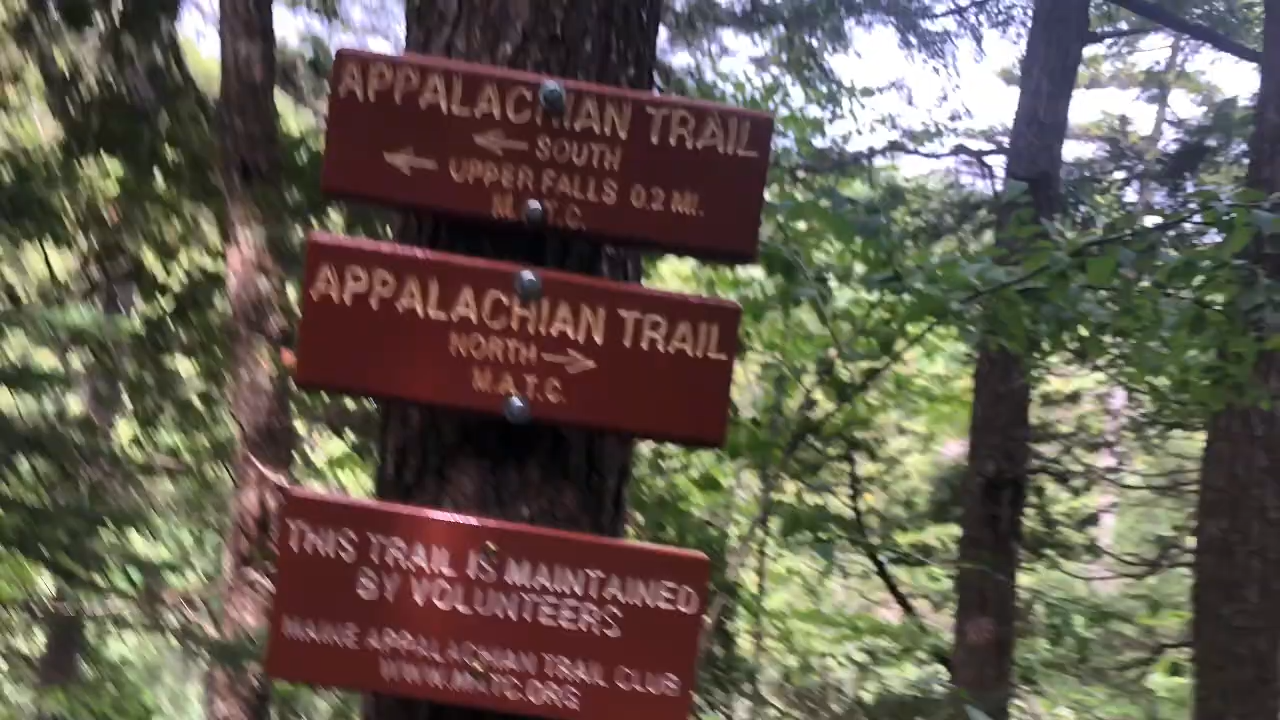 APPALACHIAN TRAIL
← SOUTH
← UPPER FALLS 0.2 MI.
M.A.T.C.
APPALACHIAN TRAIL
NORTH →
M.A.T.C.
THIS TRAIL IS MAINTAINED
BY VOLUNTEERS
MAINE APPALACHIAN TRAIL CLUB
WWW.MATC.ORG